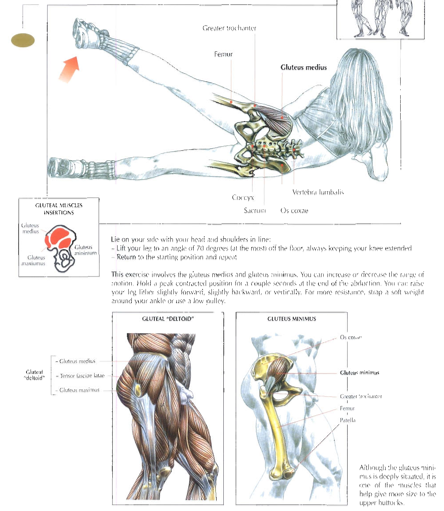 Greater trochanter
Femur
Gluteus medius
Coccyx
Sacrum
Os coxae
Vertebra lumbalis
GLUTEAL MUSCLES
INSERTIONS
Gluteus
medius
Gluteus
minimus
Gluteus
maximus
Lie on your side with your head and shoulders in line:
– Lift your leg to an angle of 70 degrees (at the most) off the floor, always keeping your knee extended
– Return to the starting position and repeat
This exercise involves the gluteus medius and gluteus minimus. You can increase or decrease the range of
motion. Hold a peak contracted position for a couple seconds at the end of the abduction. You can raise
your leg either slightly forward, slightly backward, or vertically. For more resistance, strap a soft weight
around your ankle or use a low pulley.
GLUTEAL "DELTOID"
Gluteal
"deltoid"
Gluteus medius
Tensor fasciae latae
Gluteus maximus
GLUTEUS MINIMUS
Os coxae
Gluteus minimus
Greater trochanter
Femur
Patella
Although the gluteus mini-
mus is deeply situated, it is
one of the muscles that
help give more size to the
upper buttocks.